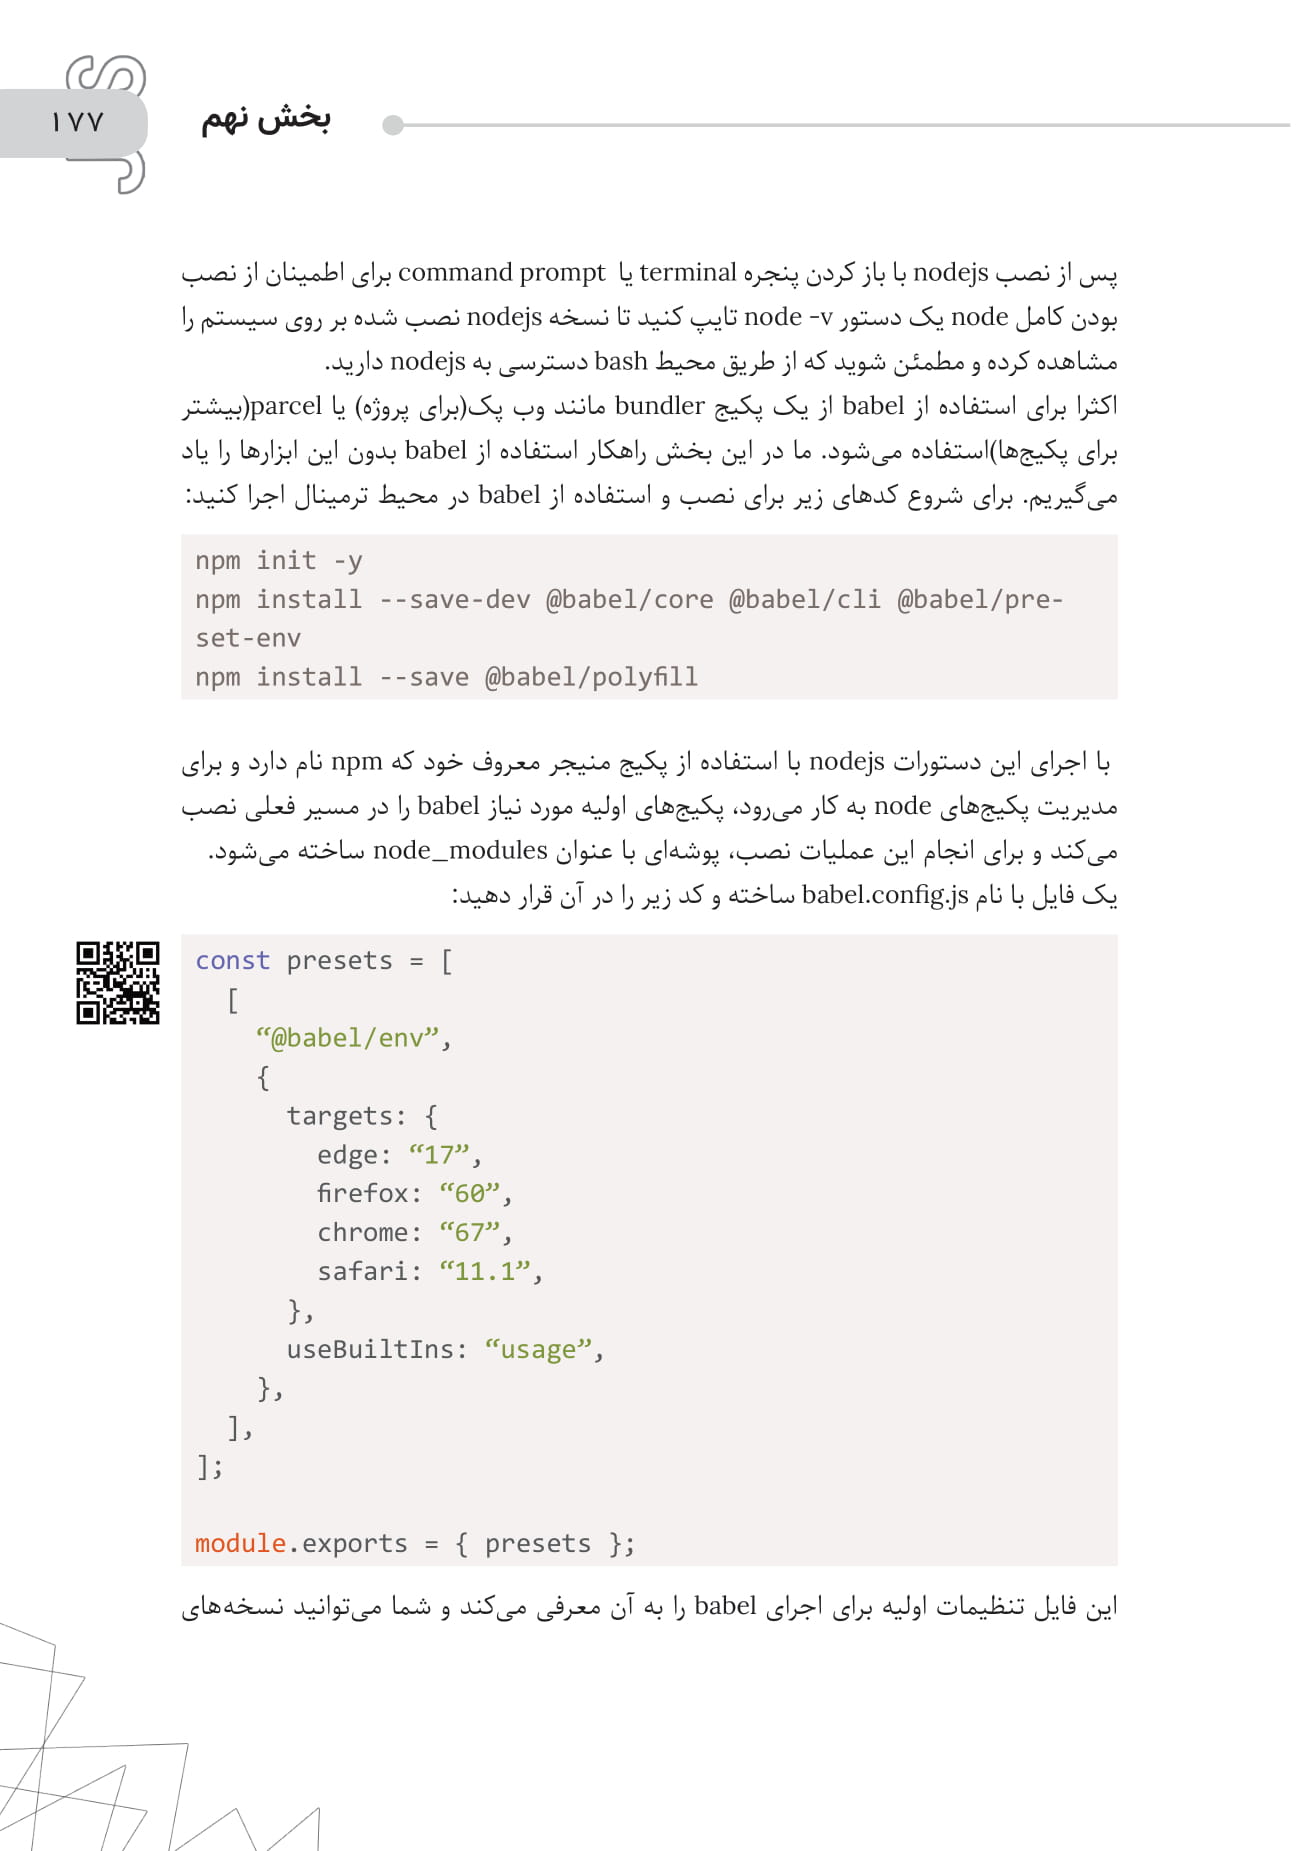 JS
۱۷۷
بخش نهم
پس از نصب nodejs با باز کردن پنجره terminal یا command prompt برای اطمینان از نصب
بودن کامل node یک دستور node -v تایپ کنید تا نسخه nodejs نصب شده بر روی سیستم را
مشاهده کرده و مطمئن شوید که از طریق محیط bash دسترسی به nodejs دارید.
اکثرا برای استفاده از babel از یک پکیج bundler مانند وب پک(برای پروژه) یا parcel(بیشتر
برای پکیج‌ها)استفاده می‌شود. ما در این بخش راهکار استفاده از babel بدون این ابزارها را یاد
می‌گیریم. برای شروع کدهای زیر برای نصب و استفاده از babel در محیط ترمینال اجرا کنید:
npm init -y
npm install --save-dev @babel/core @babel/cli @babel/pre-
set-env
npm install --save @babel/polyfill
با اجرای این دستورات nodejs با استفاده از پکیج منیجر معروف خود که npm نام دارد و برای
مدیریت پکیج‌های node به کار می‌رود، پکیج‌های اولیه مورد نیاز babel را در مسیر فعلی نصب
می‌کند و برای انجام این عملیات نصب، پوشه‌ای با عنوان node_modules ساخته می‌شود.
یک فایل با نام babel.config.js ساخته و کد زیر را در آن قرار دهید:
const presets = [
  [
    “@babel/env”,
    {
      targets: {
        edge: “17”,
        firefox: “60”,
        chrome: “67”,
        safari: “11.1”,
      },
      useBuiltIns: “usage”,
    },
  ],
];
module.exports = { presets };
این فایل تنظیمات اولیه برای اجرای babel را به آن معرفی می‌کند و شما می‌توانید نسخه‌های